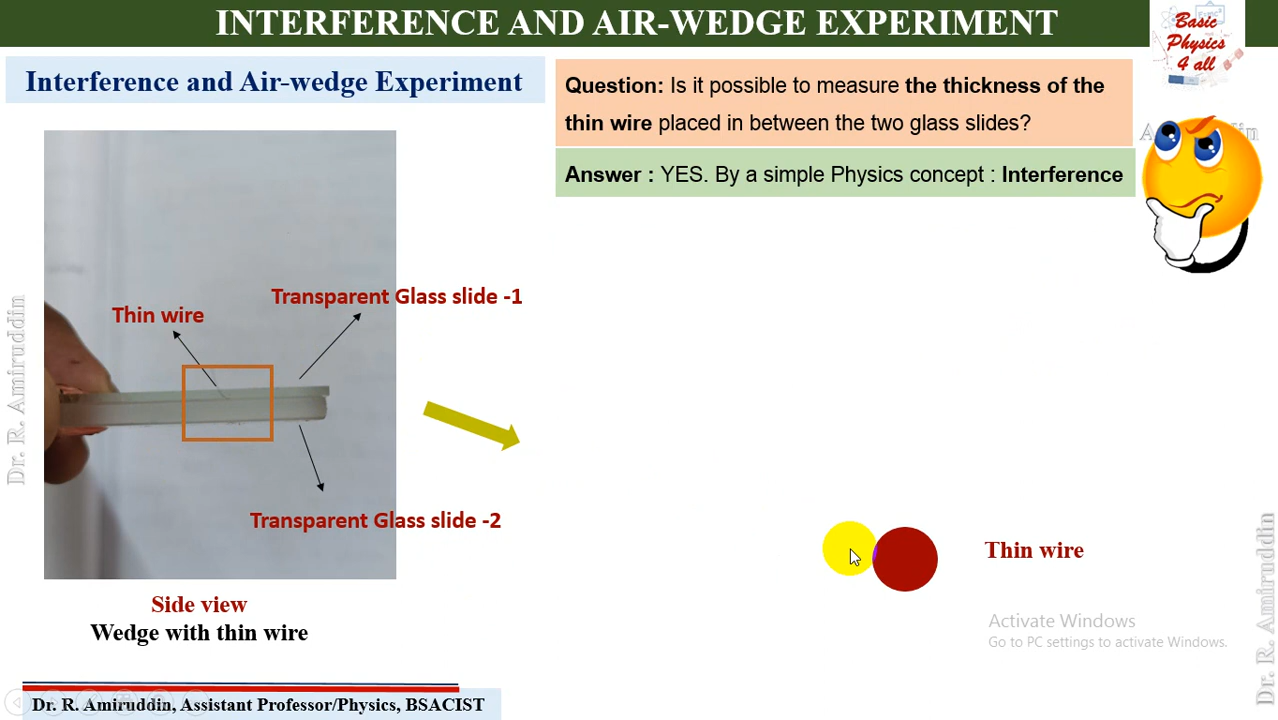 INTERFERENCE AND AIR-WEDGE EXPERIMENT
Basic
Physics
4 all
Interference and Air-wedge Experiment
Question: Is it possible to measure the thickness of the
thin wire placed in between the two glass slides?
Answer : YES. By a simple Physics concept : Interference
Transparent Glass slide -1
Thin wire
Transparent Glass slide -2
Side view
Wedge with thin wire
Thin wire
Activate Windows
Go to PC settings to activate Windows.
Dr. R. Amiruddin
Dr. R. Amiruddin
Dr. R. Amiruddin, Assistant Professor/Physics, BSACIST